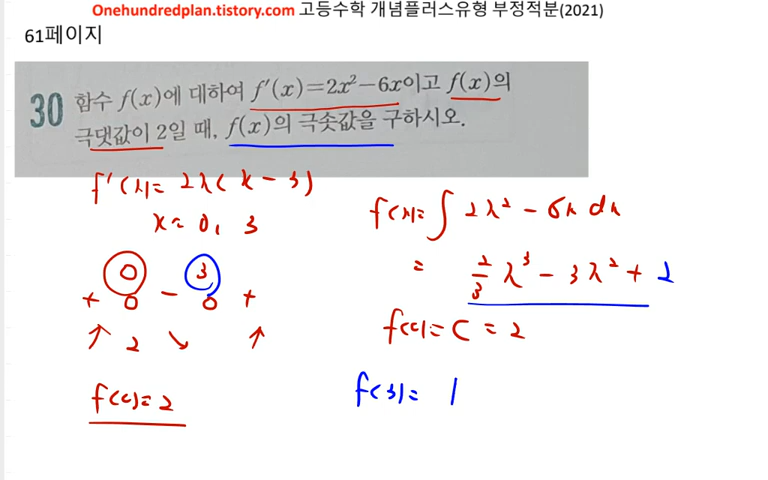 Onehundredplan.tistory.com 고등수학 개념플러스유형 부정적분(2021)
61페이지
30 함수 f(x)에 대하여 f'(x)=2x²-6x이고 f(x)의
극댓값이 2일 때, f(x)의 극솟값을 구하시오.
f'(x)= 2x(x-3)
x= 0, 3
0 3
+ 0 - 0 +
↗ 2 ↘ ↗
f(0)=2
f(x)= ∫ 2x² - 6x dx
= 2/3 x³ - 3x² + 2
f(0)= C = 2
f(3)= 1